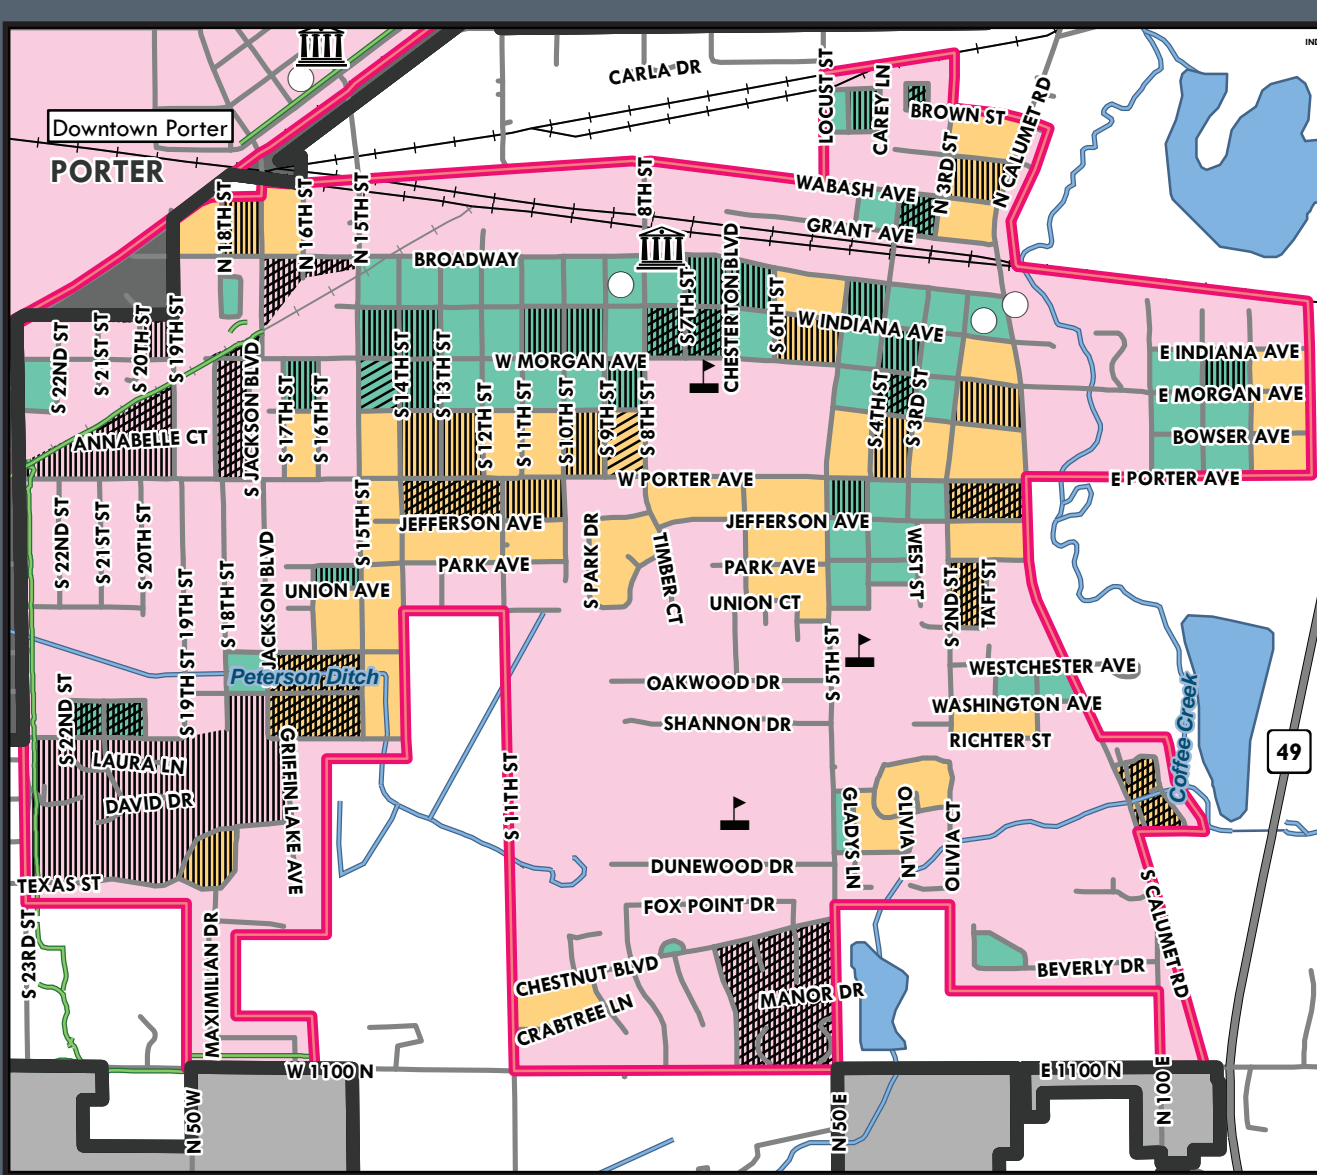 IND
CARLA DR
LOCUST ST
CAREY LN
BROWN ST
N CALUMET RD
N 3RD ST
Downtown Porter
PORTER
8TH ST
WABASH AVE
GRANT AVE
N 18TH ST
N 16TH ST
N 15TH ST
BROADWAY
CHESTERTON BLVD
S 7TH ST
S 6TH ST
W INDIANA AVE
S 22ND ST
S 21ST ST
S 20TH ST
S 19TH ST
S JACKSON BLVD
S 17TH ST
S 16TH ST
S 14TH ST
S 13TH ST
W MORGAN AVE
S 12TH ST
S 11TH ST
S 10TH ST
S 9TH ST
S 8TH ST
S 4TH ST
S 3RD ST
E INDIANA AVE
E MORGAN AVE
BOWSER AVE
E PORTER AVE
ANNABELLE CT
W PORTER AVE
S 22ND ST
S 21ST ST
S 20TH ST
S 19TH ST
S 18TH ST
JACKSON BLVD
S 15TH ST
JEFFERSON AVE
JEFFERSON AVE
PARK AVE
PARK AVE
S PARK DR
TIMBER CT
WEST ST
S 2ND ST
TAFT ST
UNION AVE
UNION CT
S 5TH ST
Peterson Ditch
OAKWOOD DR
WESTCHESTER AVE
S 19TH ST
S 22ND ST
SHANNON DR
WASHINGTON AVE
RICHTER ST
Coffee Creek
49
LAURA LN
DAVID DR
GRIFFIN LAKE AVE
S 11TH ST
GLADYS LN
OLIVIA LN
OLIVIA CT
DUNEWOOD DR
TEXAS ST
FOX POINT DR
S CALUMET RD
S 23RD ST
MAXIMILIAN DR
CHESTNUT BLVD
CRABTREE LN
MANOR DR
BEVERLY DR
W 1100 N
E 1100 N
N 50 W
N 50 E
N 100 E